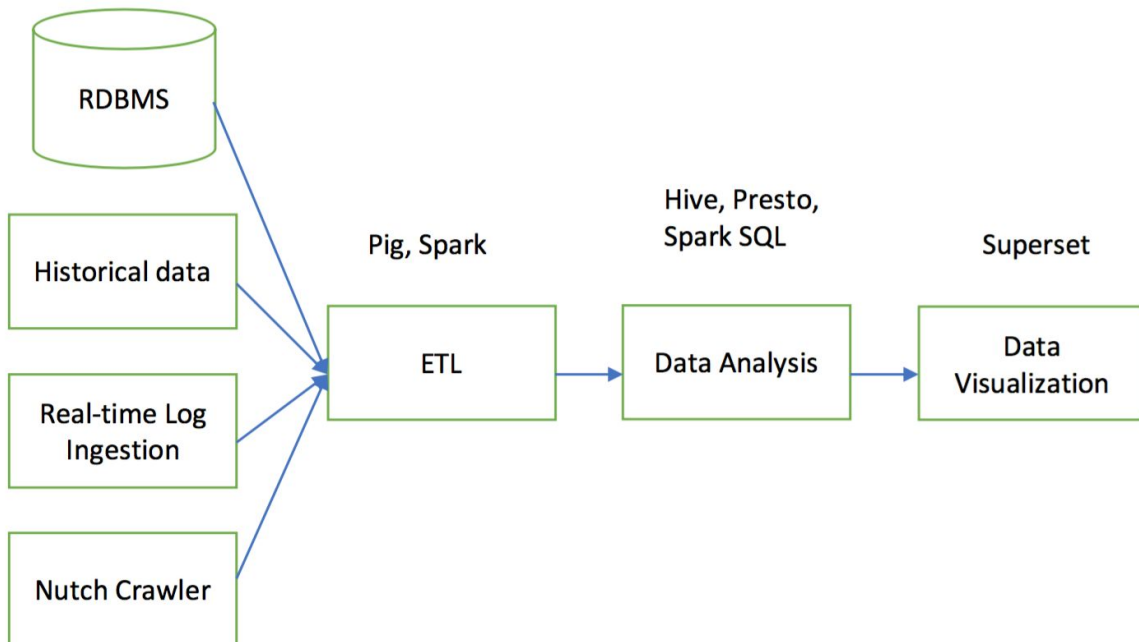 RDBMS
Historical data
Real-time Log
Ingestion
Nutch Crawler
Pig, Spark
ETL
Hive, Presto,
Spark SQL
Data Analysis
Superset
Data
Visualization